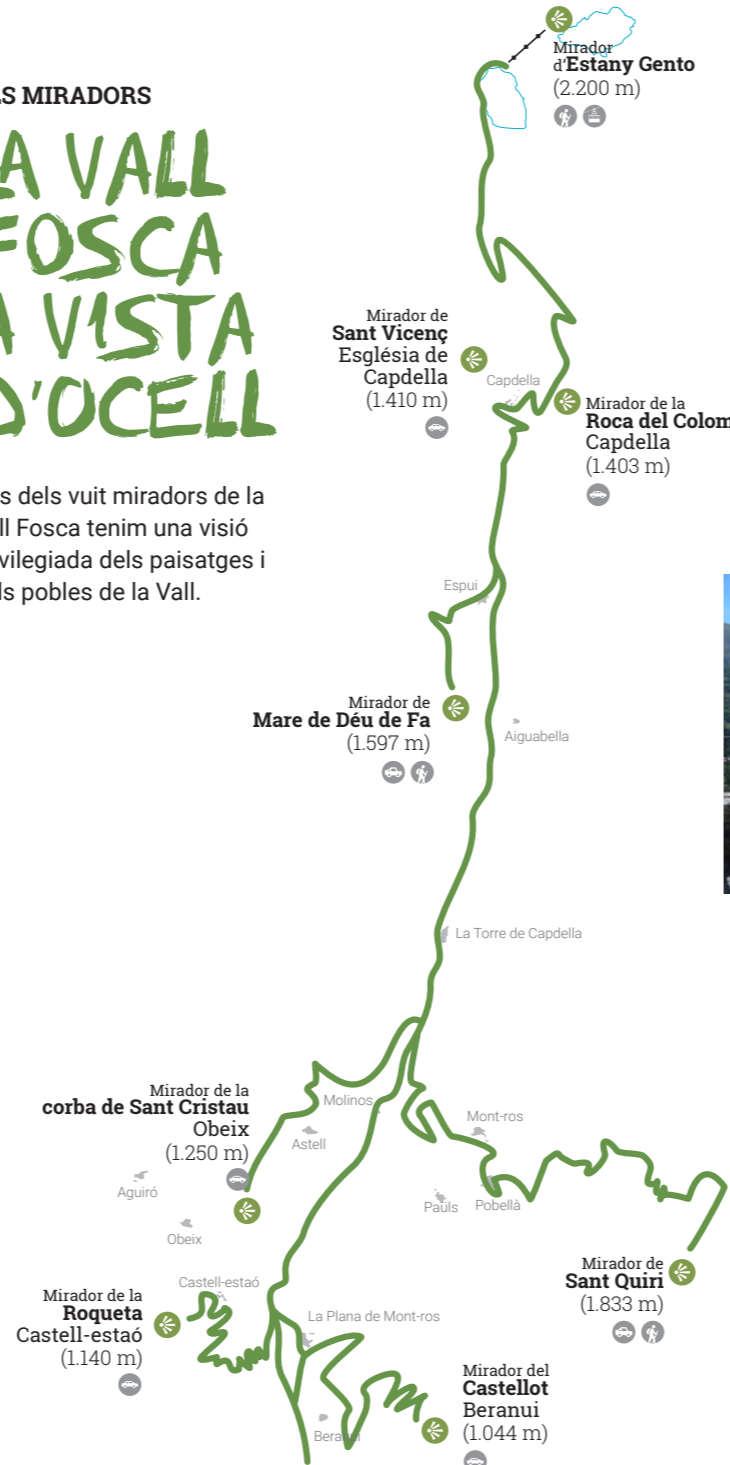 LS MIRADORS
A VALL
FOSCA
A VISTA
D'OCELL
s dels vuit miradors de la
ll Fosca tenim una visió
vilegiada dels paisatges i
ls pobles de la Vall.
Mirador
d'Estany Gento
(2.200 m)
Mirador de
Sant Vicenç
Església de
Capdella
(1.410 m)
Capdella
Mirador de la
Roca del Colom
Capdella
(1.403 m)
Espui
Mirador de
Mare de Déu de Fa
(1.597 m)
Aiguabella
La Torre de Capdella
Mirador de la
corba de Sant Cristau
Obeix
(1.250 m)
Molinos
Astell
Mont-ros
Aguiró
Obeix
Pauls
Pobellà
Mirador de
Sant Quiri
(1.833 m)
Castell-estaó
Mirador de la
Roqueta
Castell-estaó
(1.140 m)
La Plana de Mont-ros
Mirador del
Castellot
Beranui
(1.044 m)
Beranui